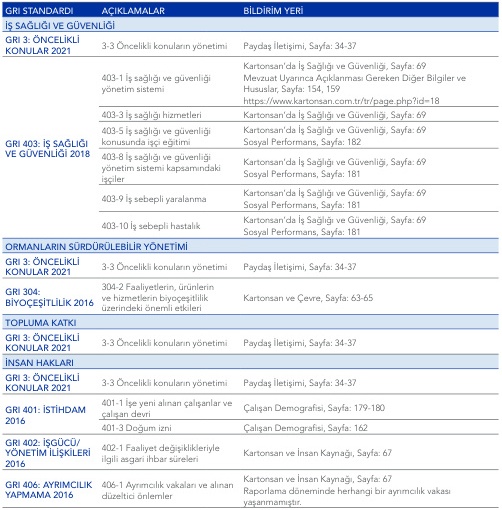 GRI STANDARDI AÇIKLAMALAR BİLDİRİM YERİ
İŞ SAĞLIĞI VE GÜVENLİĞİ
GRI 3: ÖNCELİKLİ
KONULAR 2021
3-3 Öncelikli konuların yönetimi
Paydaş İletişimi, Sayfa: 34-37
GRI 403: İŞ SAĞLIĞI
VE GÜVENLİĞİ 2018
403-1 İş sağlığı ve güvenliği
yönetim sistemi
Kartonsan'da İş Sağlığı ve Güvenliği, Sayfa: 69
Mevzuat Uyarınca Açıklanması Gereken Diğer Bilgiler ve
Hususlar, Sayfa: 154, 159
https://www.kartonsan.com.tr/tr/page.php?id=18
403-3 İş sağlığı hizmetleri
Kartonsan'da İş Sağlığı ve Güvenliği, Sayfa: 69
403-5 İş sağlığı ve güvenliği
konusunda işçi eğitimi
Kartonsan'da İş Sağlığı ve Güvenliği, Sayfa: 69
Sosyal Performans, Sayfa: 182
403-8 İş sağlığı ve güvenliği
yönetim sistemi kapsamındaki
işçiler
Kartonsan'da İş Sağlığı ve Güvenliği, Sayfa: 69
Sosyal Performans, Sayfa: 181
403-9 İş sebepli yaralanma
Kartonsan'da İş Sağlığı ve Güvenliği, Sayfa: 69
Sosyal Performans, Sayfa: 181
403-10 İş sebepli hastalık
Kartonsan'da İş Sağlığı ve Güvenliği, Sayfa: 69
Sosyal Performans, Sayfa: 181
ORMANLARIN SÜRDÜRÜLEBİLİR YÖNETİMİ
GRI 3: ÖNCELİKLİ
KONULAR 2021
3-3 Öncelikli konuların yönetimi
Paydaş İletişimi, Sayfa: 34-37
GRI 304:
BİYOÇEŞİTLİLİK 2016
304-2 Faaliyetlerin, ürünlerin
ve hizmetlerin biyoçeşitlilik
üzerindeki önemli etkileri
Kartonsan ve Çevre, Sayfa: 63-65
TOPLUMA KATKI
GRI 3: ÖNCELİKLİ
KONULAR 2021
3-3 Öncelikli konuların yönetimi
Paydaş İletişimi, Sayfa: 34-37
İNSAN HAKLARI
GRI 3: ÖNCELİKLİ
KONULAR 2021
3-3 Öncelikli konuların yönetimi
Paydaş İletişimi, Sayfa: 34-37
GRI 401: İSTİHDAM
2016
401-1 İşe yeni alınan çalışanlar ve
çalışan devri
Çalışan Demografisi, Sayfa: 179-180
401-3 Doğum izni
Çalışan Demografisi, Sayfa: 162
GRI 402: İŞGÜCÜ/
YÖNETİM İLİŞKİLERİ
2016
402-1 Faaliyet değişiklikleriyle
ilgili asgari ihbar süreleri
Kartonsan ve İnsan Kaynağı, Sayfa: 67
GRI 406: AYRIMCILIK
YAPMAMA 2016
406-1 Ayrımcılık vakaları ve alınan
düzeltici önlemler
Kartonsan ve İnsan Kaynağı, Sayfa: 67
Raporlama döneminde herhangi bir ayrımcılık vakası
yaşanmamıştır.